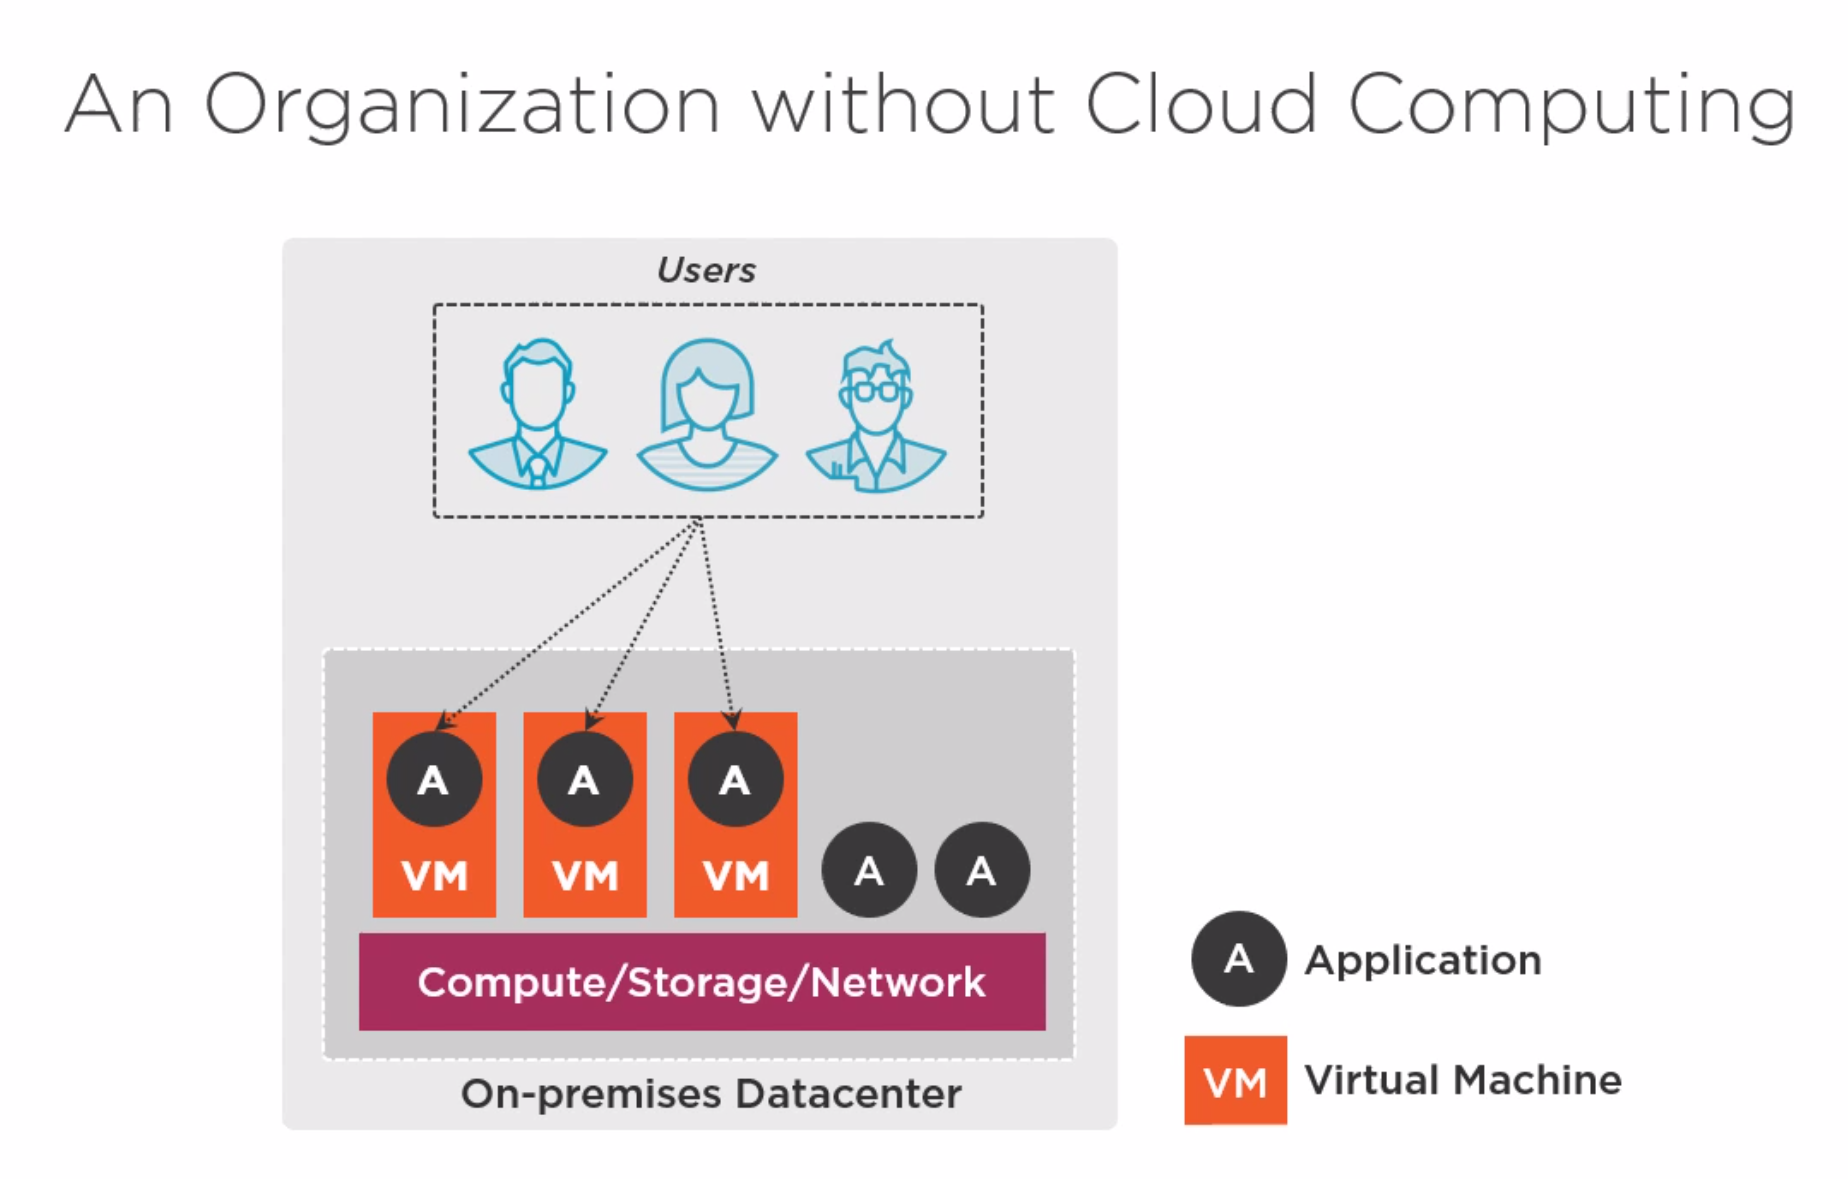 An Organization without Cloud Computing
Users
A A A
VM VM VM
A A
Compute/Storage/Network
On-premises Datacenter
A Application
VM Virtual Machine